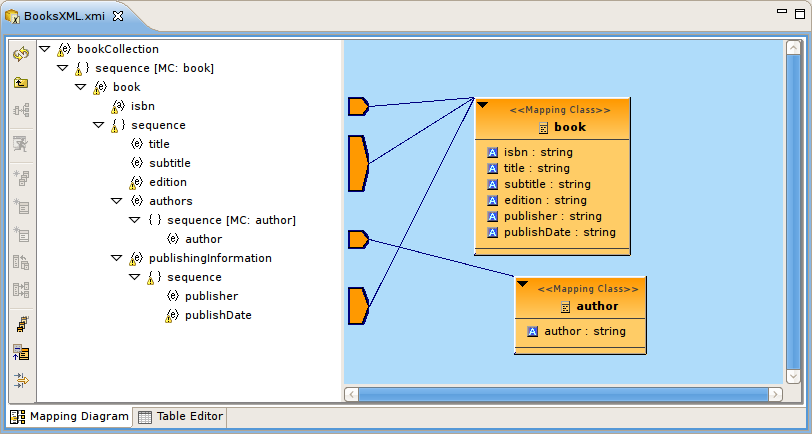 BooksXML.xmi
bookCollection
sequence [MC: book]
book
isbn
sequence
title
subtitle
edition
authors
sequence [MC: author]
author
publishingInformation
sequence
publisher
publishDate
<<Mapping Class>>
book
isbn : string
title : string
subtitle : string
edition : string
publisher : string
publishDate : string
<<Mapping Class>>
author
author : string
Mapping Diagram
Table Editor